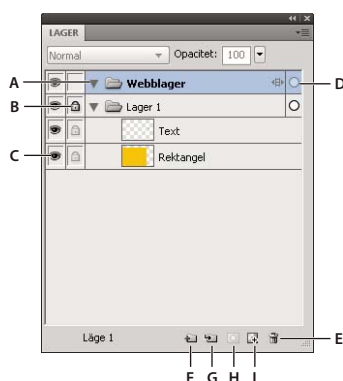 LAGER
Normal Opacitet: 100
A Webblager D
B Lager 1
Text
C Rektangel
Läge 1 E
F G H I